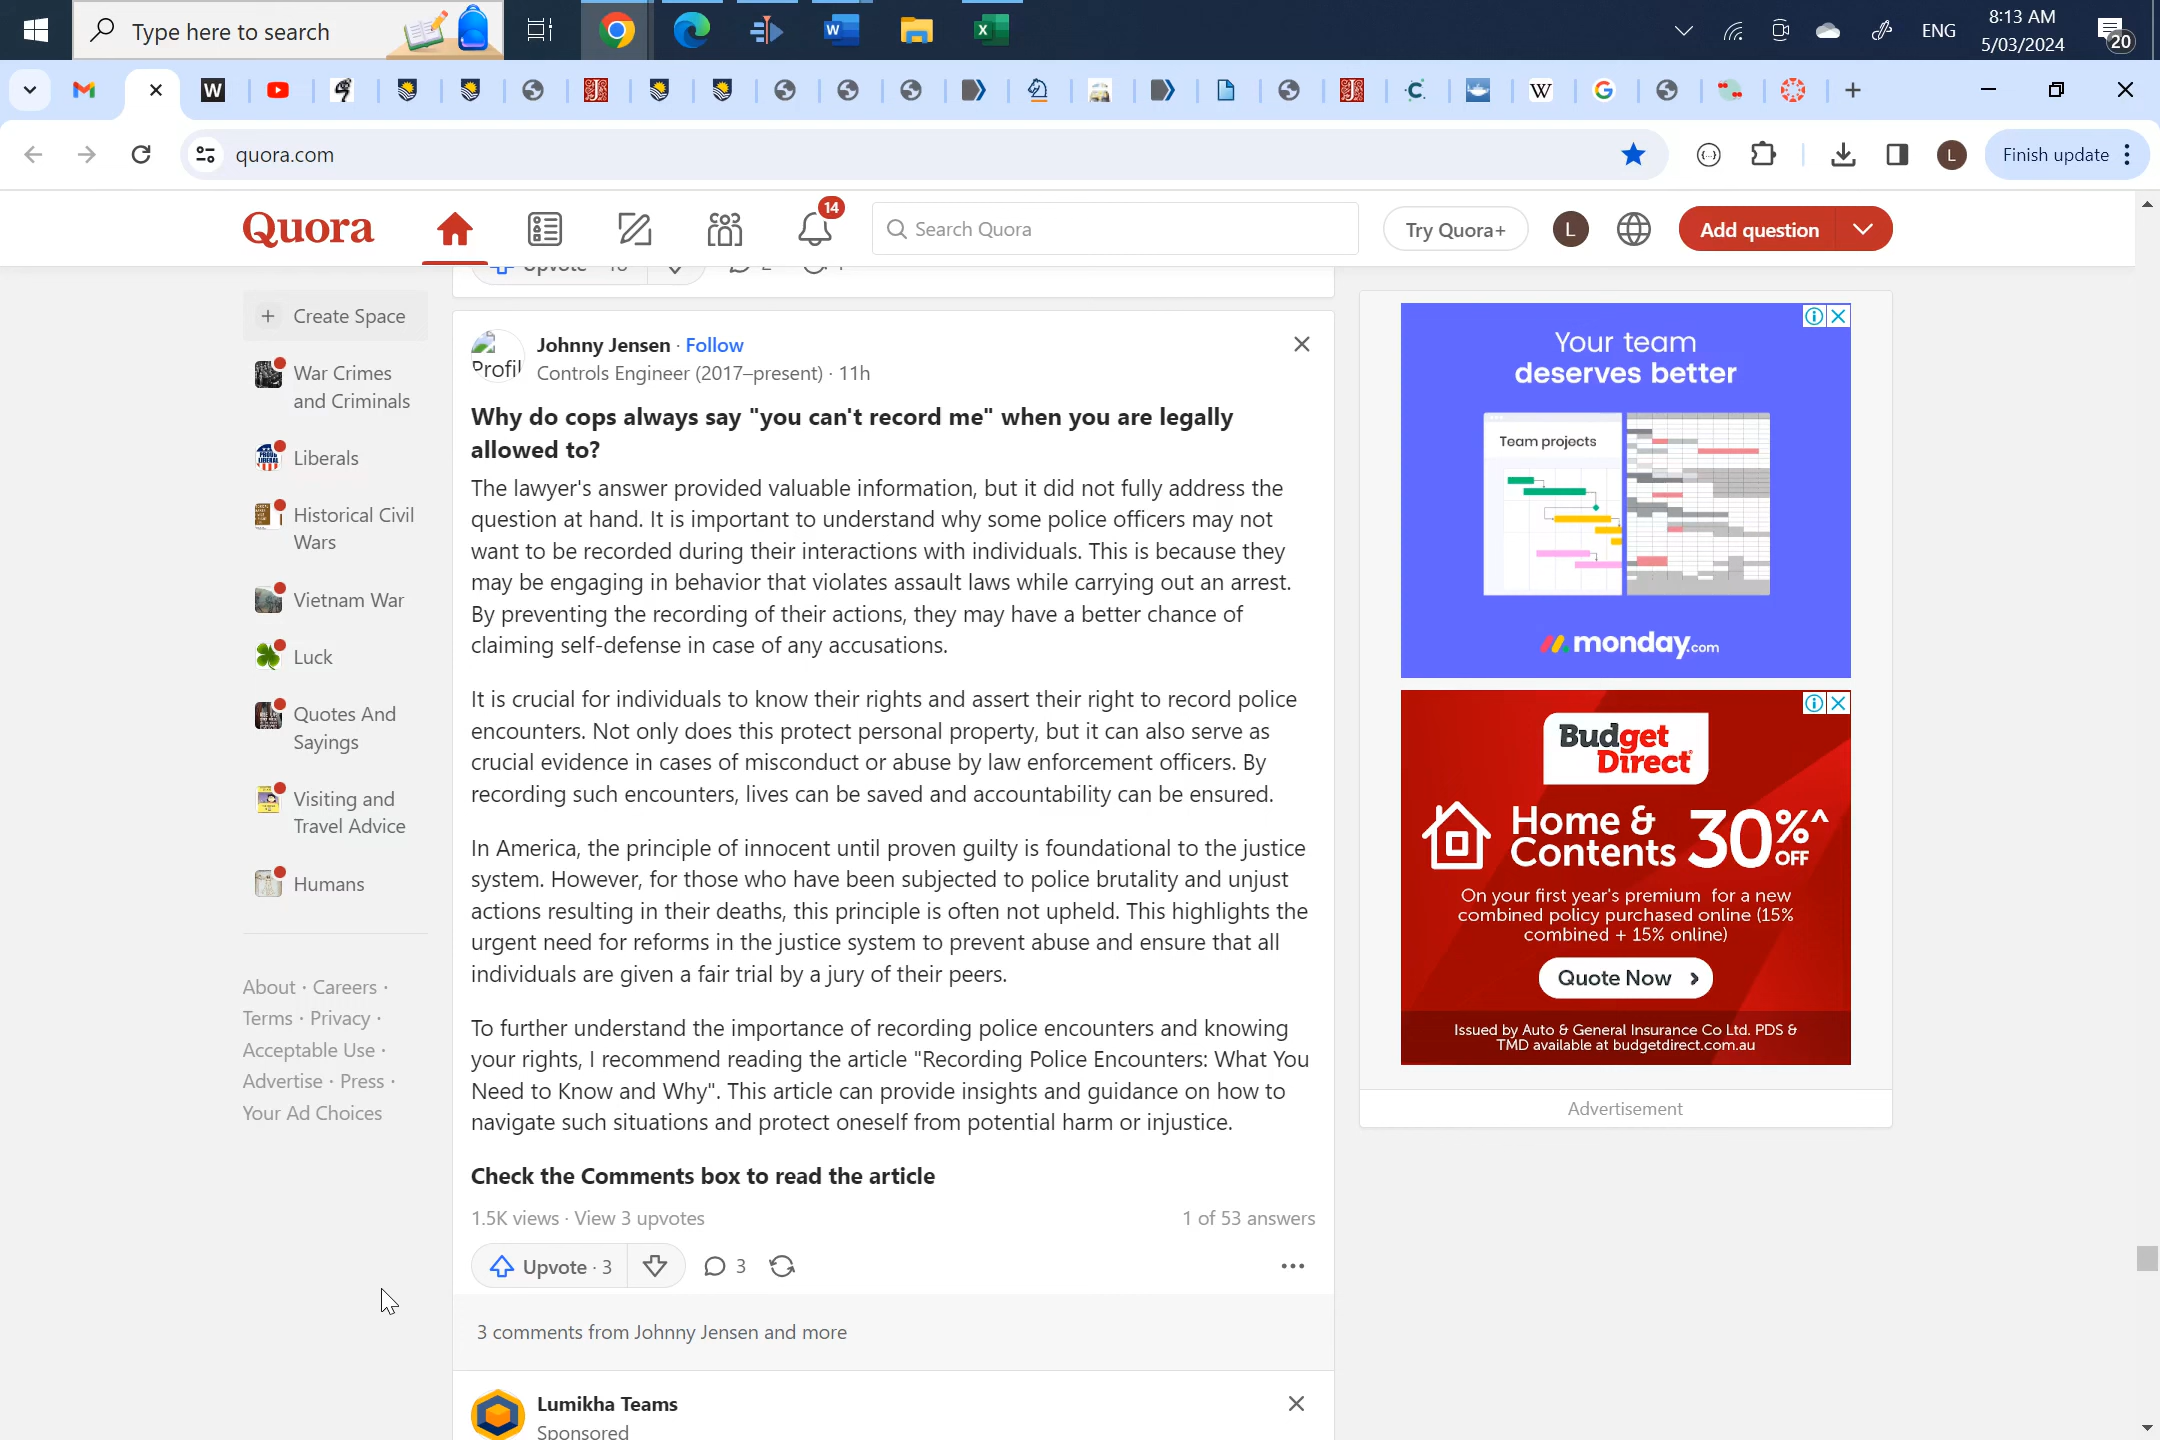 Type here to search
ENG
8:13 AM
5/03/2024
20
quora.com
L
Finish update
Quora
14
Search Quora
Try Quora+
L
Add question
Create Space
War Crimes
and Criminals
Liberals
Historical Civil
Wars
Vietnam War
Luck
Quotes And
Sayings
Visiting and
Travel Advice
Humans
About · Careers ·
Terms · Privacy ·
Acceptable Use ·
Advertise · Press ·
Your Ad Choices
Profil
Johnny Jensen · Follow
Controls Engineer (2017–present) · 11h
Why do cops always say "you can't record me" when you are legally
allowed to?
The lawyer's answer provided valuable information, but it did not fully address the
question at hand. It is important to understand why some police officers may not
want to be recorded during their interactions with individuals. This is because they
may be engaging in behavior that violates assault laws while carrying out an arrest.
By preventing the recording of their actions, they may have a better chance of
claiming self-defense in case of any accusations.
It is crucial for individuals to know their rights and assert their right to record police
encounters. Not only does this protect personal property, but it can also serve as
crucial evidence in cases of misconduct or abuse by law enforcement officers. By
recording such encounters, lives can be saved and accountability can be ensured.
In America, the principle of innocent until proven guilty is foundational to the justice
system. However, for those who have been subjected to police brutality and unjust
actions resulting in their deaths, this principle is often not upheld. This highlights the
urgent need for reforms in the justice system to prevent abuse and ensure that all
individuals are given a fair trial by a jury of their peers.
To further understand the importance of recording police encounters and knowing
your rights, I recommend reading the article "Recording Police Encounters: What You
Need to Know and Why". This article can provide insights and guidance on how to
navigate such situations and protect oneself from potential harm or injustice.
Check the Comments box to read the article
1.5K views · View 3 upvotes
1 of 53 answers
Upvote · 3
3
3 comments from Johnny Jensen and more
Lumikha Teams
Sponsored
Your team
deserves better
Team projects
monday.com
Budget
Direct
Home &
Contents
30%^
OFF
On your first year's premium for a new
combined policy purchased online (15%
combined + 15% online)
Quote Now
Issued by Auto & General Insurance Co Ltd. PDS &
TMD available at budgetdirect.com.au
Advertisement